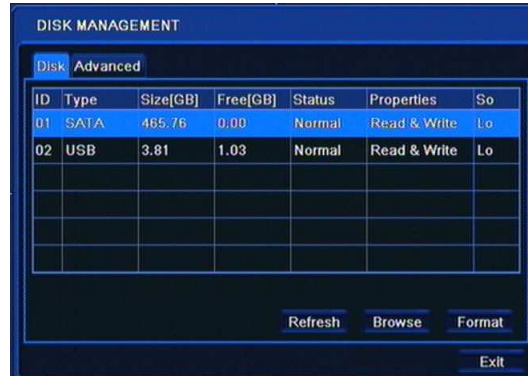 DISK MANAGEMENT
Disk Advanced
ID Type Size[GB] Free[GB] Status Properties So
01 SATA 465.76 0.00 Normal Read & Write Lo
02 USB 3.81 1.03 Normal Read & Write Lo
Refresh Browse Format
Exit